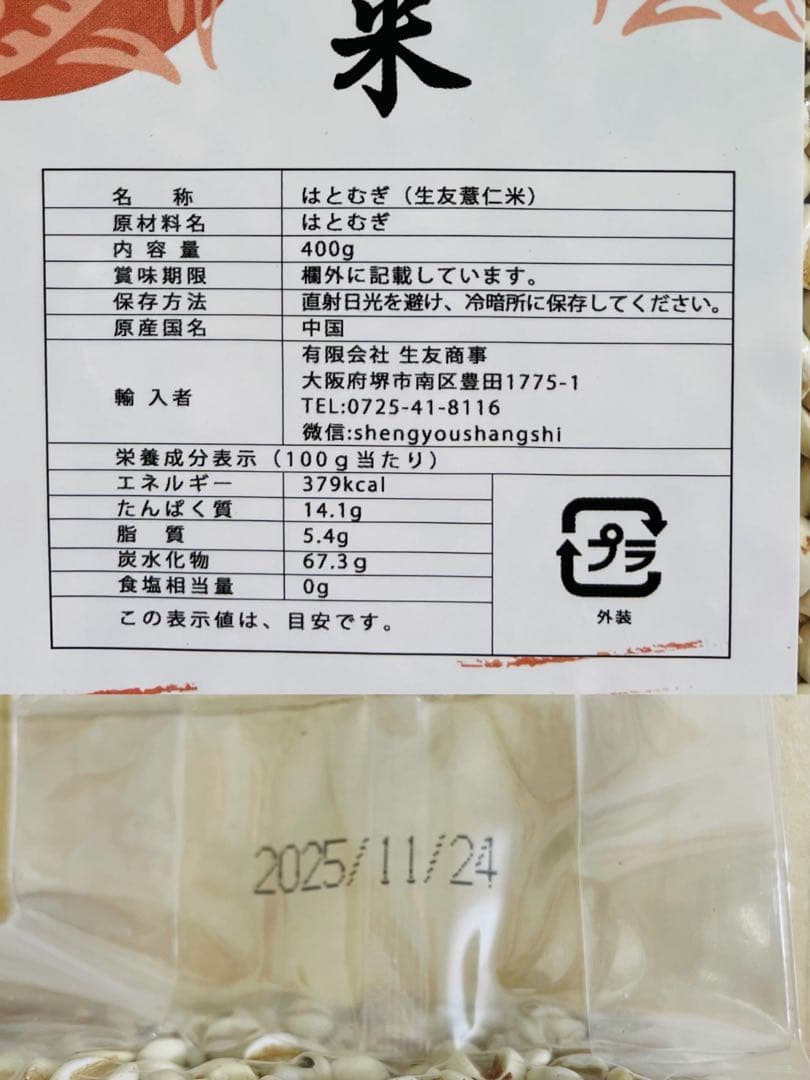 米
名 称 はとむぎ（生友薏仁米）
原材料名 はとむぎ
内容量 400g
賞味期限 欄外に記載しています。
保存方法 直射日光を避け、冷暗所に保存してください。
原産国名 中国
輸入者 有限会社 生友商事
大阪府堺市南区豊田1775-1
TEL:0725-41-8116
微信:shengyoushangshi
栄養成分表示（100g当たり）
エネルギー 379kcal
たんぱく質 14.1g
脂 質 5.4g
炭水化物 67.3g
食塩相当量 0g
この表示値は、目安です。
プラ
外装
2025/11/24